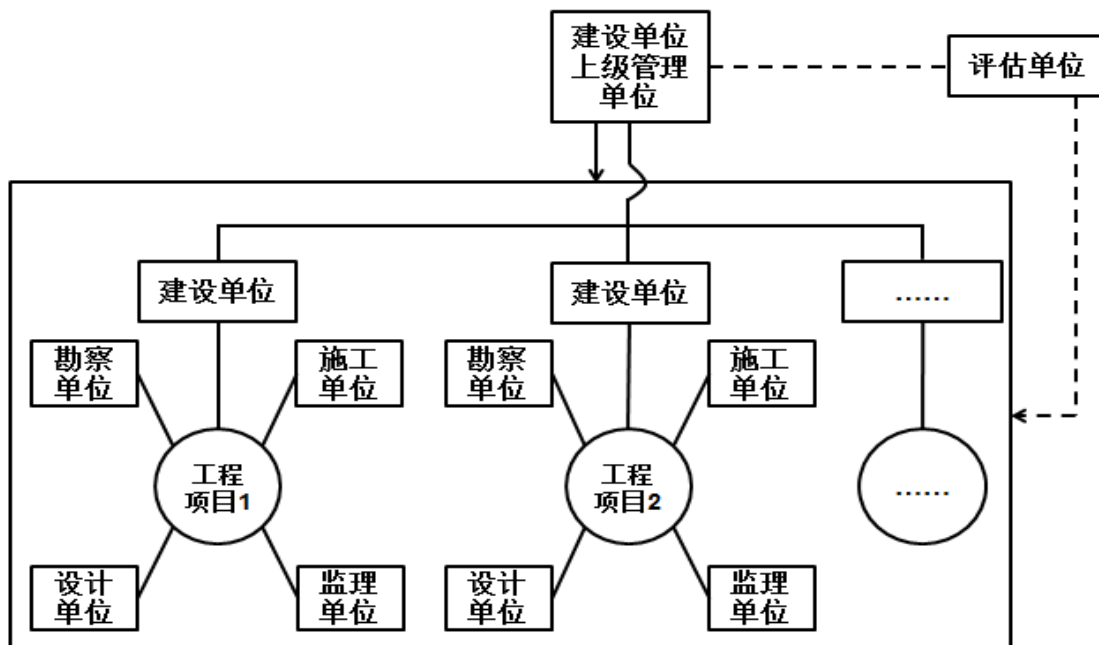 建设单位
上级管理
单位
评估单位
建设单位
建设单位
......
勘察
单位
施工
单位
勘察
单位
施工
单位
工程
项目1
工程
项目2
......
设计
单位
监理
单位
设计
单位
监理
单位